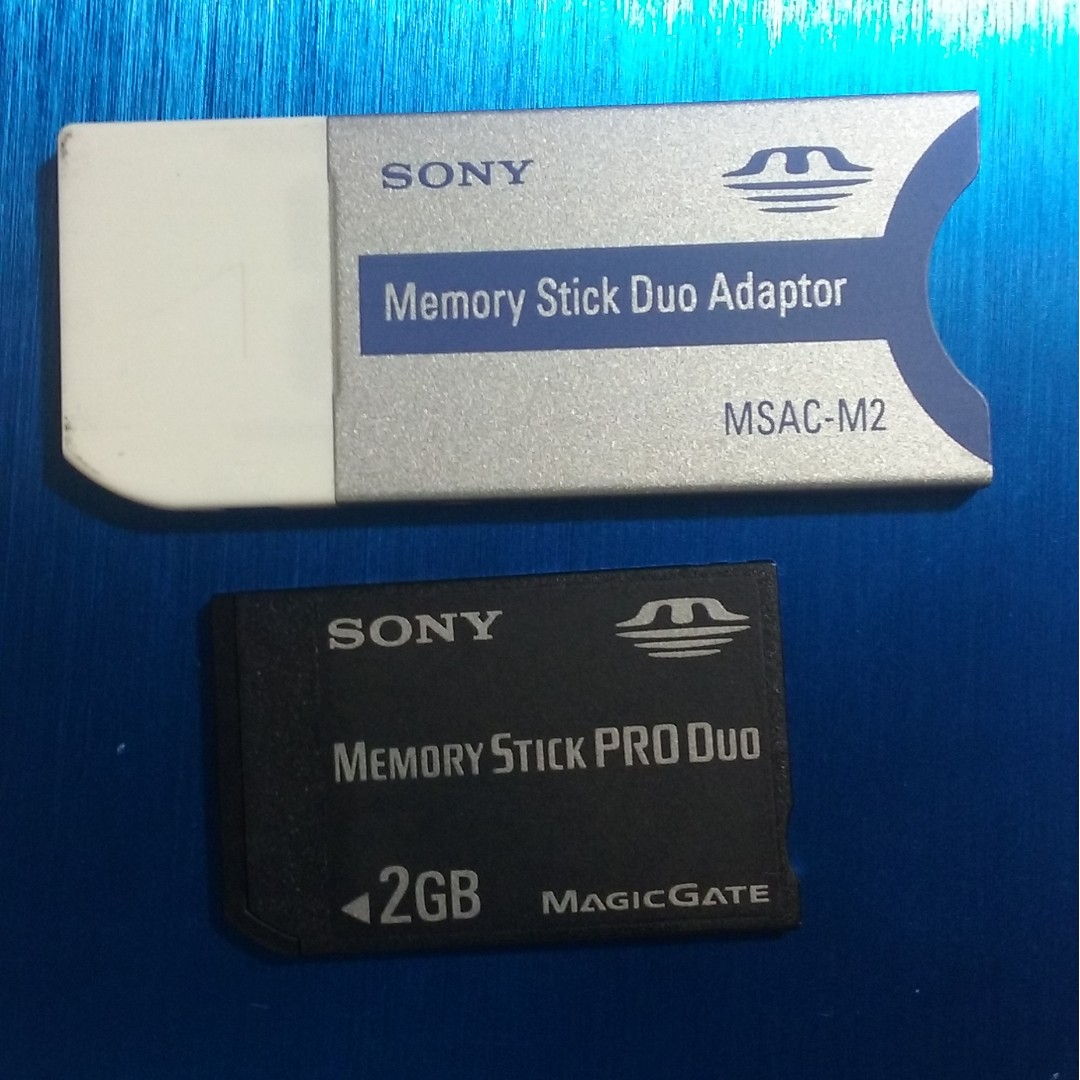 SONY
Memory Stick Duo Adaptor
MSAC-M2
SONY
MEMORY STICK PRO DUO
2GB MAGICGATE